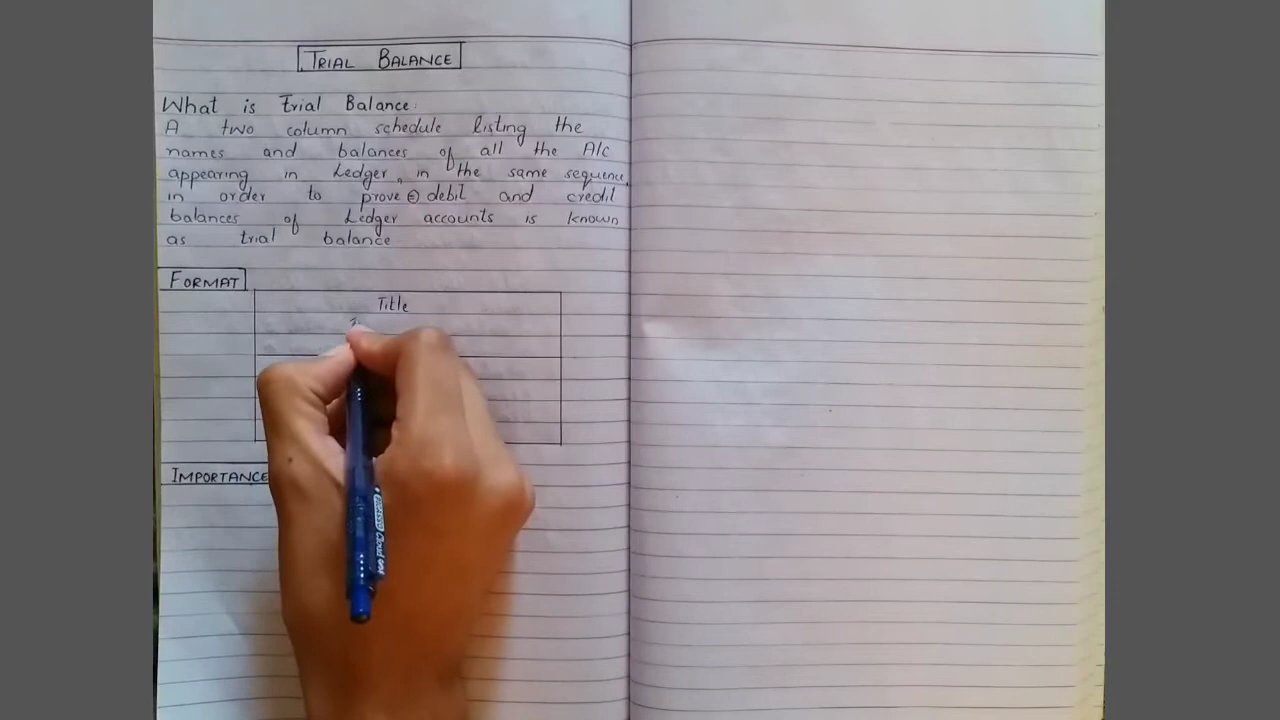 TRIAL BALANCE
What is trial Balance:
A two column schedule listing the
names and balances of all the A/c
appearing in Ledger, in the same sequence,
in order to prove = debit and credit
balances of Ledger accounts is known
as trial balance
FORMAT
Title
IMPORTANCE
PICASSO Cloud